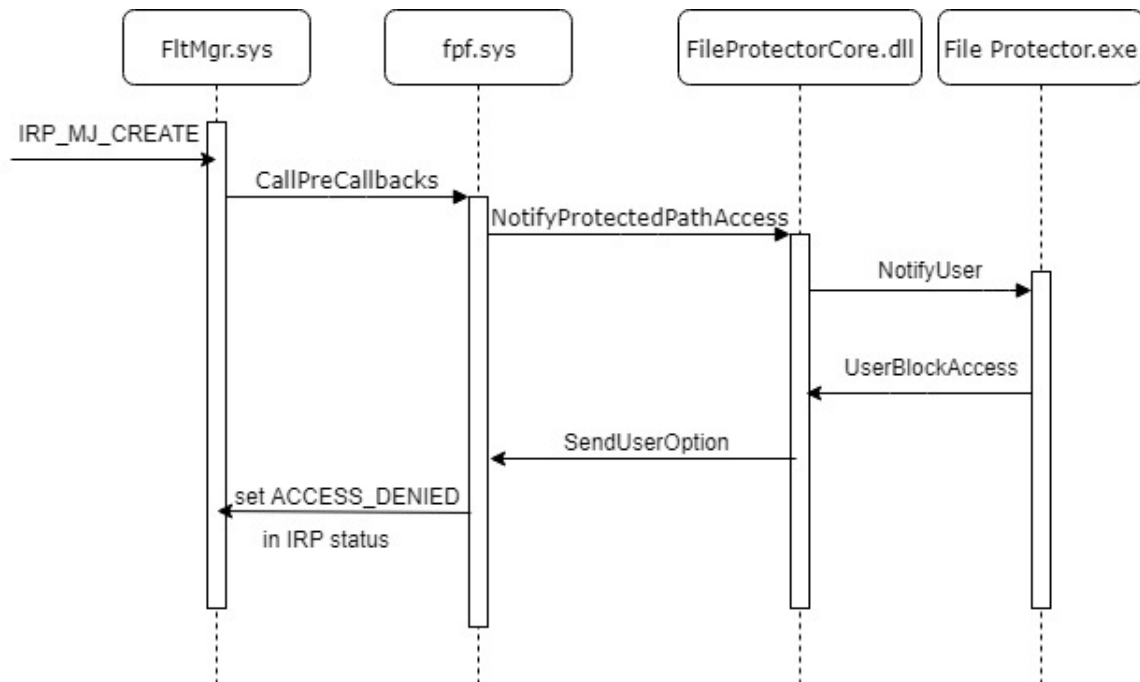 FltMgr.sys
fpf.sys
FileProtectorCore.dll
File Protector.exe
IRP_MJ_CREATE
CallPreCallbacks
NotifyProtectedPathAccess
NotifyUser
UserBlockAccess
SendUserOption
set ACCESS_DENIED
in IRP status